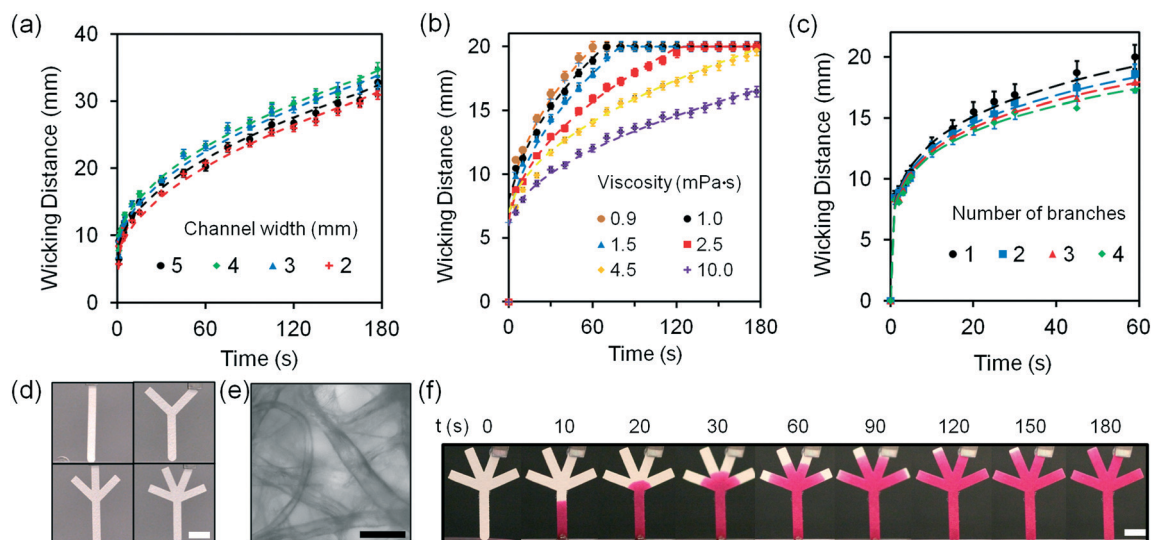 (a)
Wicking Distance (mm)
40
30
20
10
0
0 60 120 180
Time (s)
Channel width (mm)
5 4 3 2
(b)
Wicking Distance (mm)
20
15
10
5
0
0 60 120 180
Time (s)
Viscosity (mPa•s)
0.9 1.0
1.5 2.5
4.5 10.0
(c)
Wicking Distance (mm)
20
15
10
5
0
0 20 40 60
Time (s)
Number of branches
1 2 3 4
(d)
(e)
(f)
t (s) 0 10 20 30 60 90 120 150 180